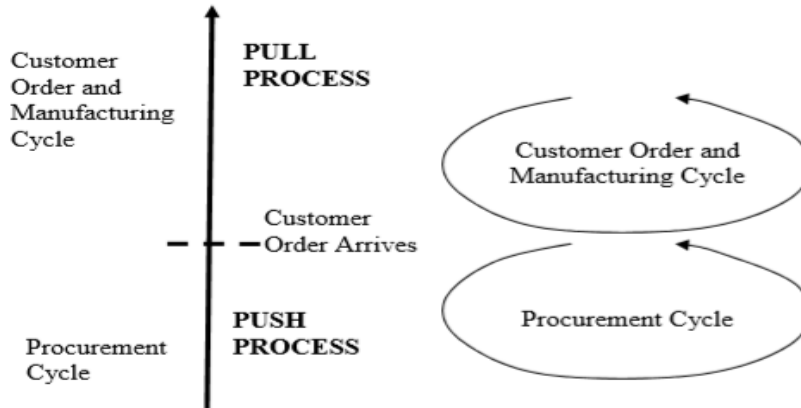 Customer
Order and
Manufacturing
Cycle
PULL
PROCESS
Customer Order and
Manufacturing Cycle
Customer
Order Arrives
PUSH
PROCESS
Procurement
Cycle
Procurement Cycle